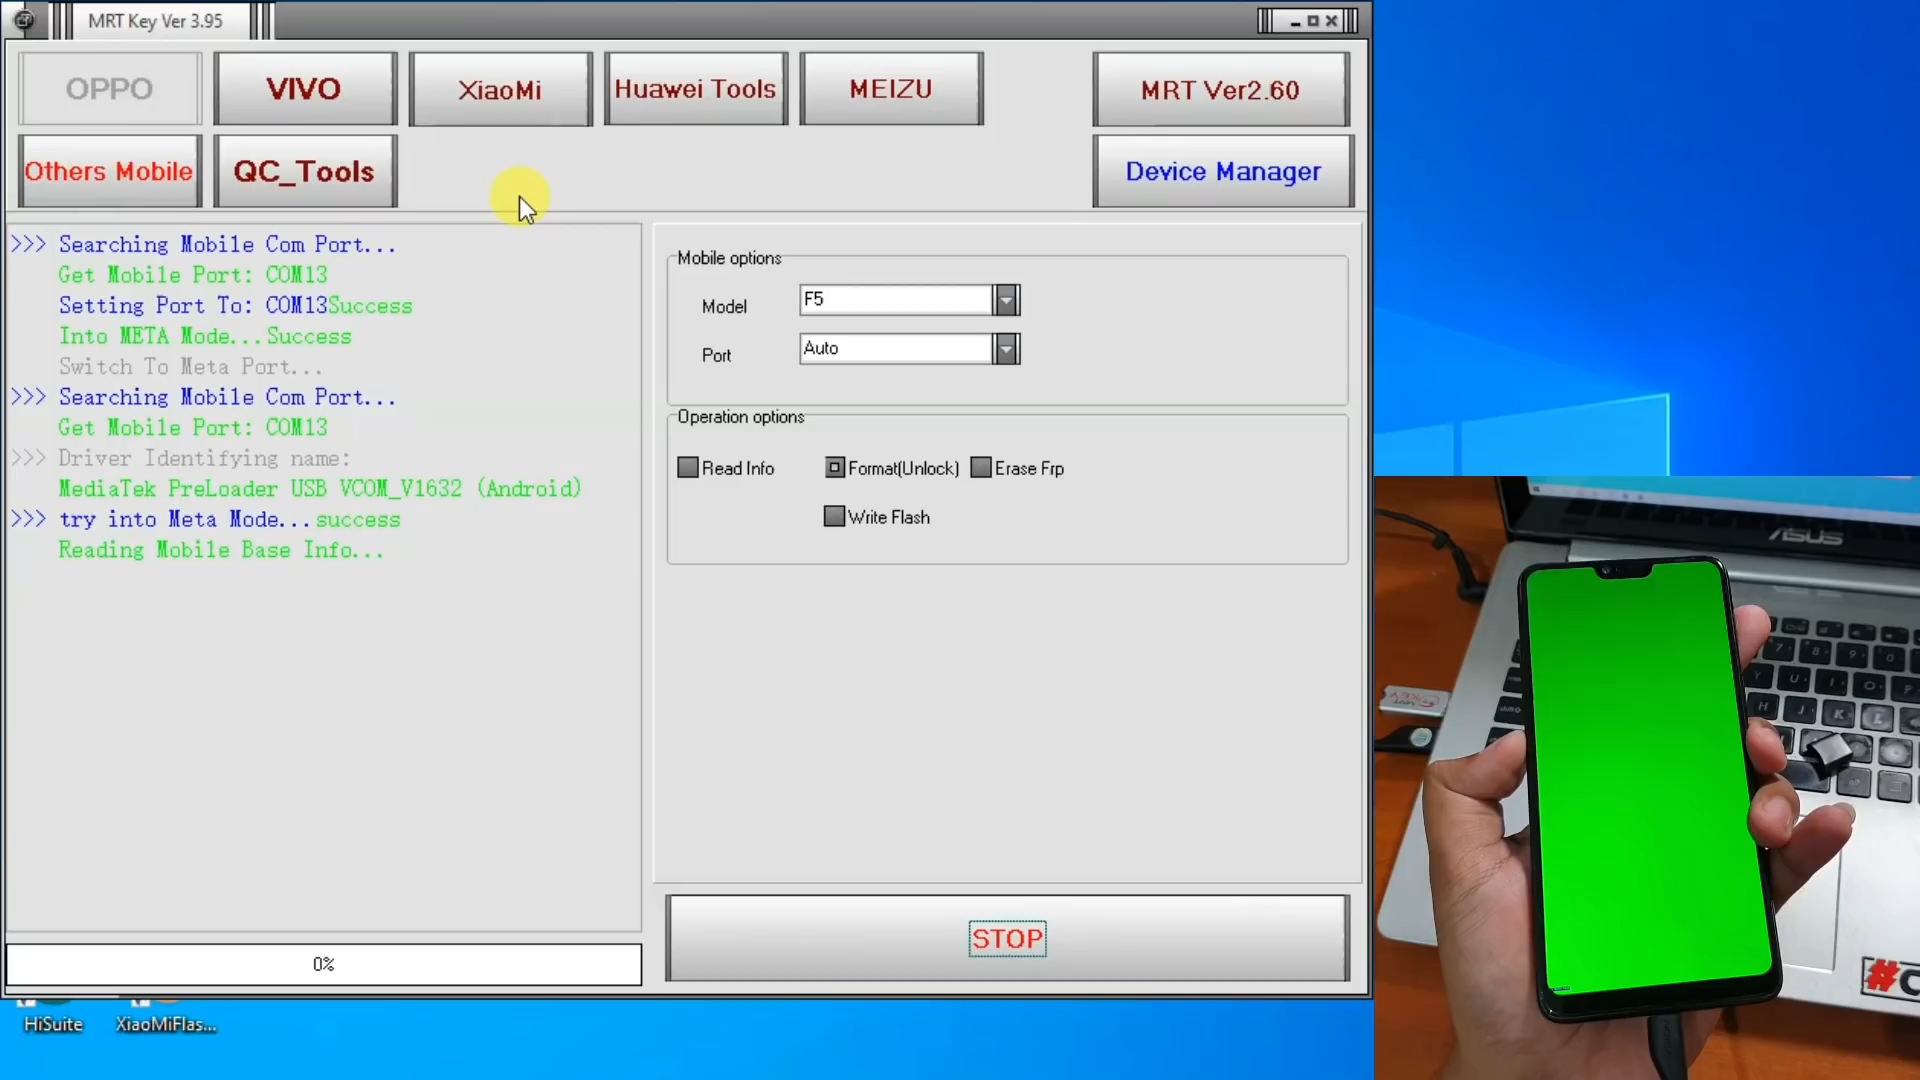 MRT Key Ver 3.95
OPPO
VIVO
XiaoMi
Huawei Tools
MEIZU
MRT Ver2.60
Others Mobile
QC_Tools
Device Manager
>>> Searching Mobile Com Port...
Get Mobile Port: COM13
Setting Port To: COM13Success
Into META Mode...Success
Switch To Meta Port...
>>> Searching Mobile Com Port...
Get Mobile Port: COM13
>>> Driver Identifying name:
MediaTek PreLoader USB VCOM_V1632 (Android)
>>> try into Meta Mode...success
Reading Mobile Base Info...
0%
Mobile options
Model
F5
Port
Auto
Operation options
Read Info
Format(Unlock)
Erase Frp
Write Flash
STOP
HiSuite
XiaoMiFlas...
ASUS
#C